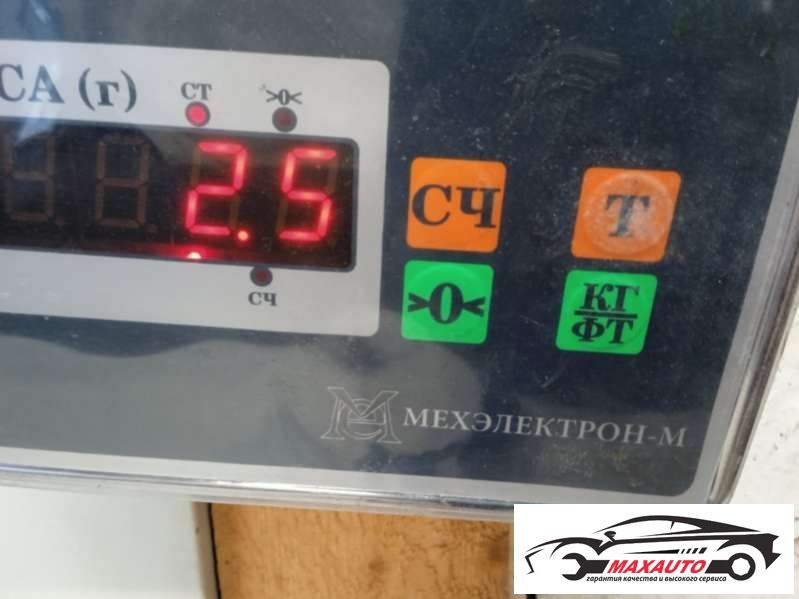 СА (г)
СТ
>0<
2.5
СЧ
СЧ
Т
>0<
КГ
ФТ
МЕХЭЛЕКТРОН-М
MAXAUTO
гарантия качества и высокого сервиса